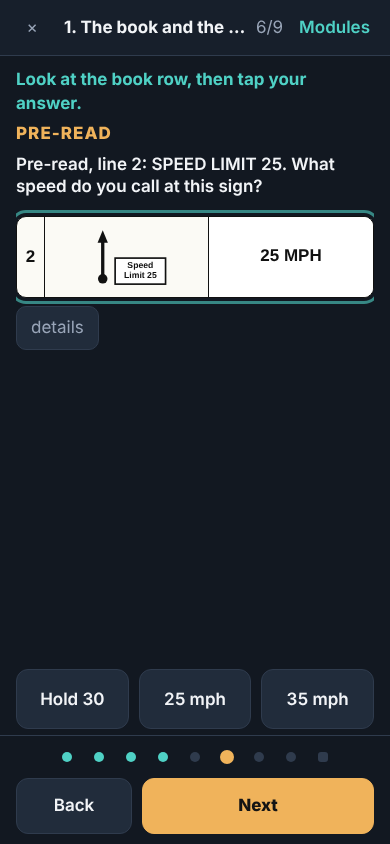 ×
1. The book and the ...
6/9
Modules
Look at the book row, then tap your
answer.
PRE-READ
Pre-read, line 2: SPEED LIMIT 25. What
speed do you call at this sign?
2
Speed
Limit 25
25 MPH
details
Hold 30
25 mph
35 mph
Back
Next